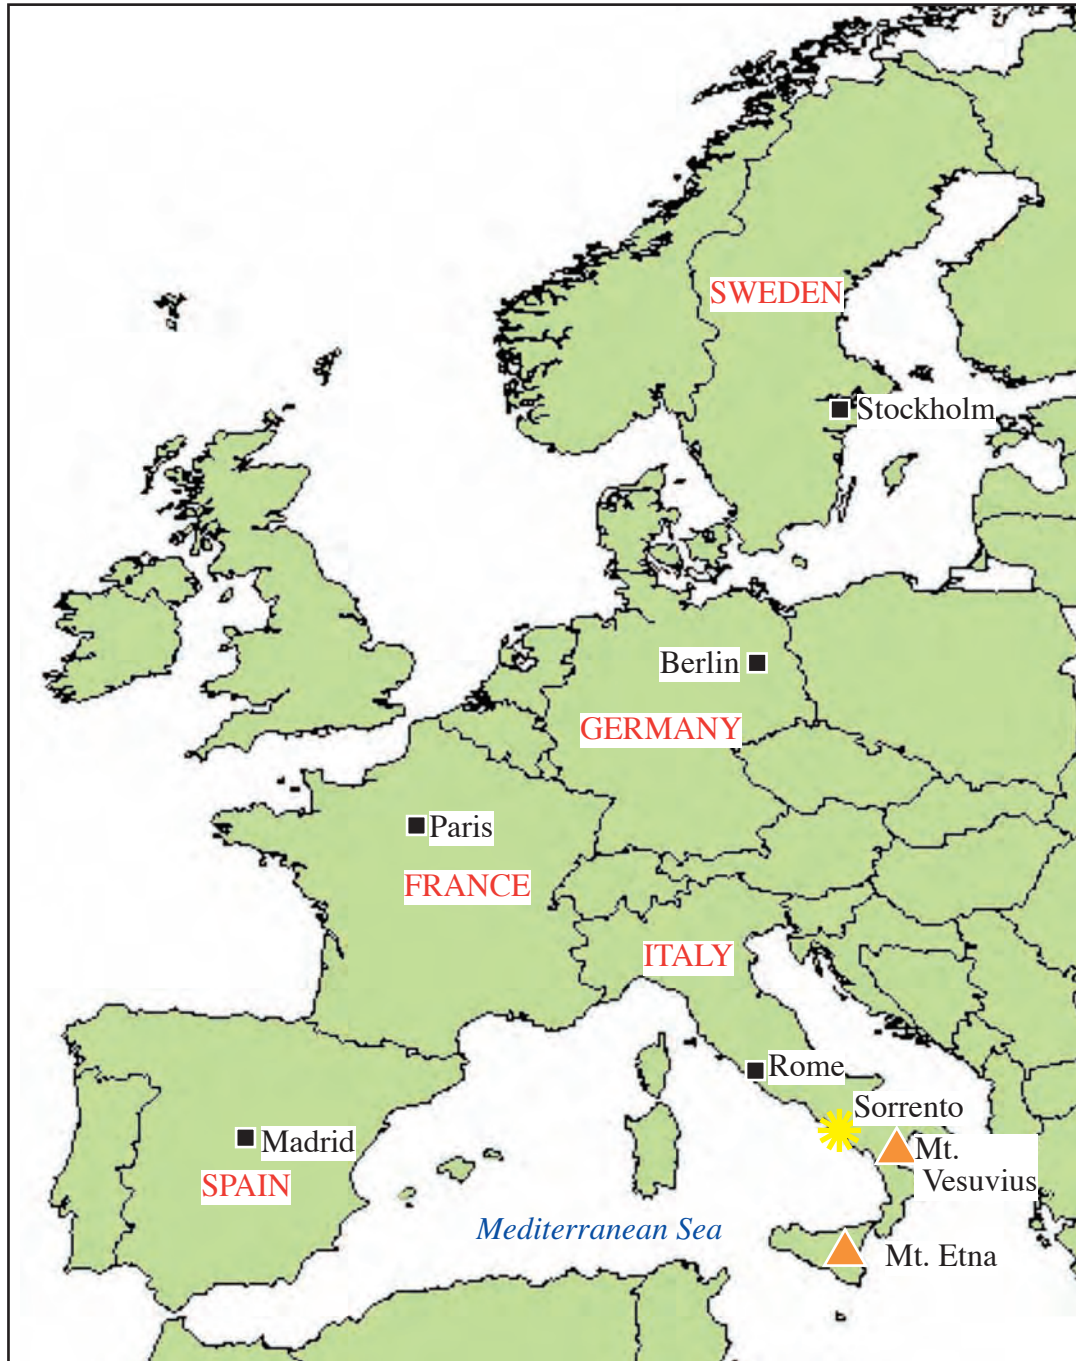 SWEDEN
Stockholm
Berlin
GERMANY
Paris
FRANCE
ITALY
Rome
Sorrento
Madrid
Mt.
Vesuvius
SPAIN
Mediterranean Sea
Mt. Etna